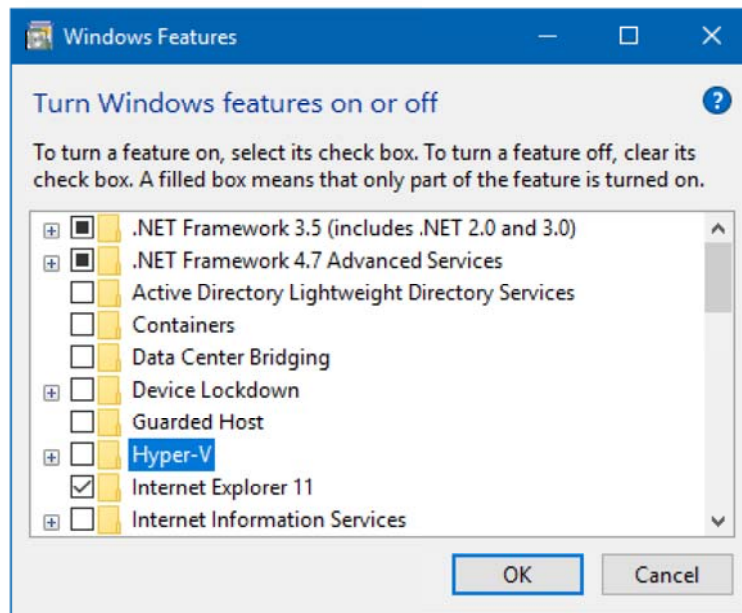 Windows Features
Turn Windows features on or off
?
To turn a feature on, select its check box. To turn a feature off, clear its
check box. A filled box means that only part of the feature is turned on.
.NET Framework 3.5 (includes .NET 2.0 and 3.0)
.NET Framework 4.7 Advanced Services
Active Directory Lightweight Directory Services
Containers
Data Center Bridging
Device Lockdown
Guarded Host
Hyper-V
Internet Explorer 11
Internet Information Services
OK
Cancel